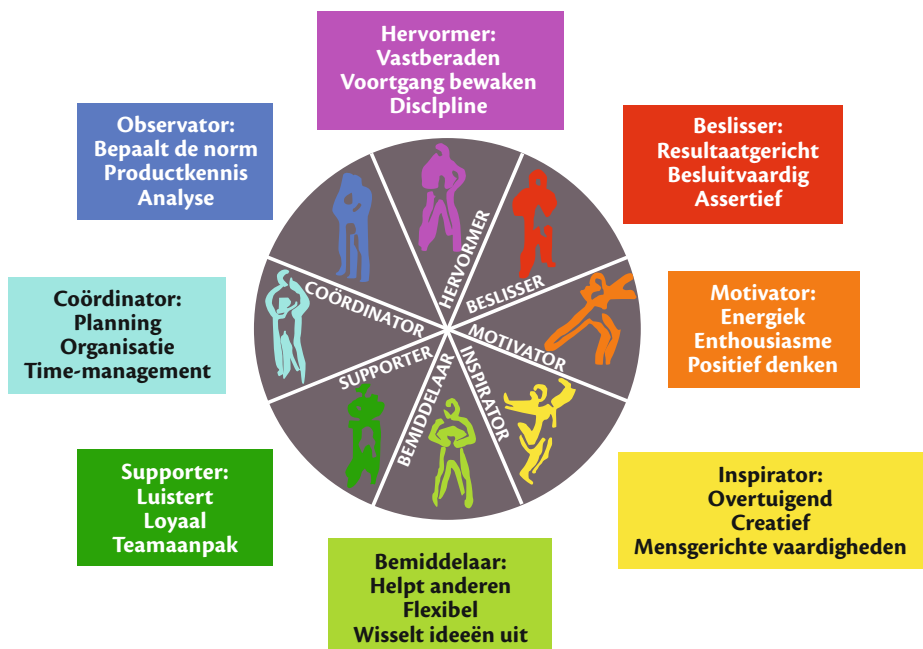 Hervormer:
Vastberaden
Voortgang bewaken
Disclpline
Observator:
Bepaalt de norm
Productkennis
Analyse
Beslisser:
Resultaatgericht
Besluitvaardig
Assertief
Coördinator:
Planning
Organisatie
Time-management
Motivator:
Energiek
Enthousiasme
Positief denken
HERVORMER
BESLISSER
MOTIVATOR
INSPIRATOR
BEMIDDELAAR
SUPPORTER
COÖRDINATOR
Supporter:
Luistert
Loyaal
Teamaanpak
Inspirator:
Overtuigend
Creatief
Mensgerichte vaardigheden
Bemiddelaar:
Helpt anderen
Flexibel
Wisselt ideeën uit